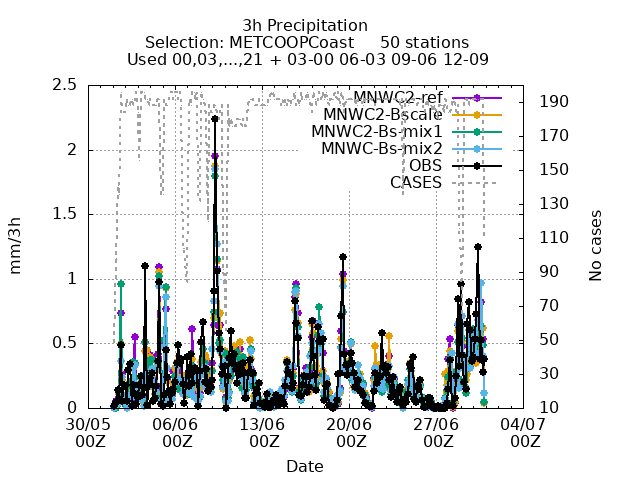 3h Precipitation
Selection: METCOOPCoast 50 stations
Used 00,03,...,21 + 03-00 06-03 09-06 12-09
MNWC2-ref
MNWC2-Bscale
MNWC2-Bs-mix1
MNWC-Bs-mix2
OBS
CASES
2.5
2
1.5
1
0.5
0
mm/3h
190
170
150
130
110
90
70
50
30
10
No cases
30/05 06/06 13/06 20/06 27/06 04/07
00Z 00Z 00Z 00Z 00Z 00Z
Date